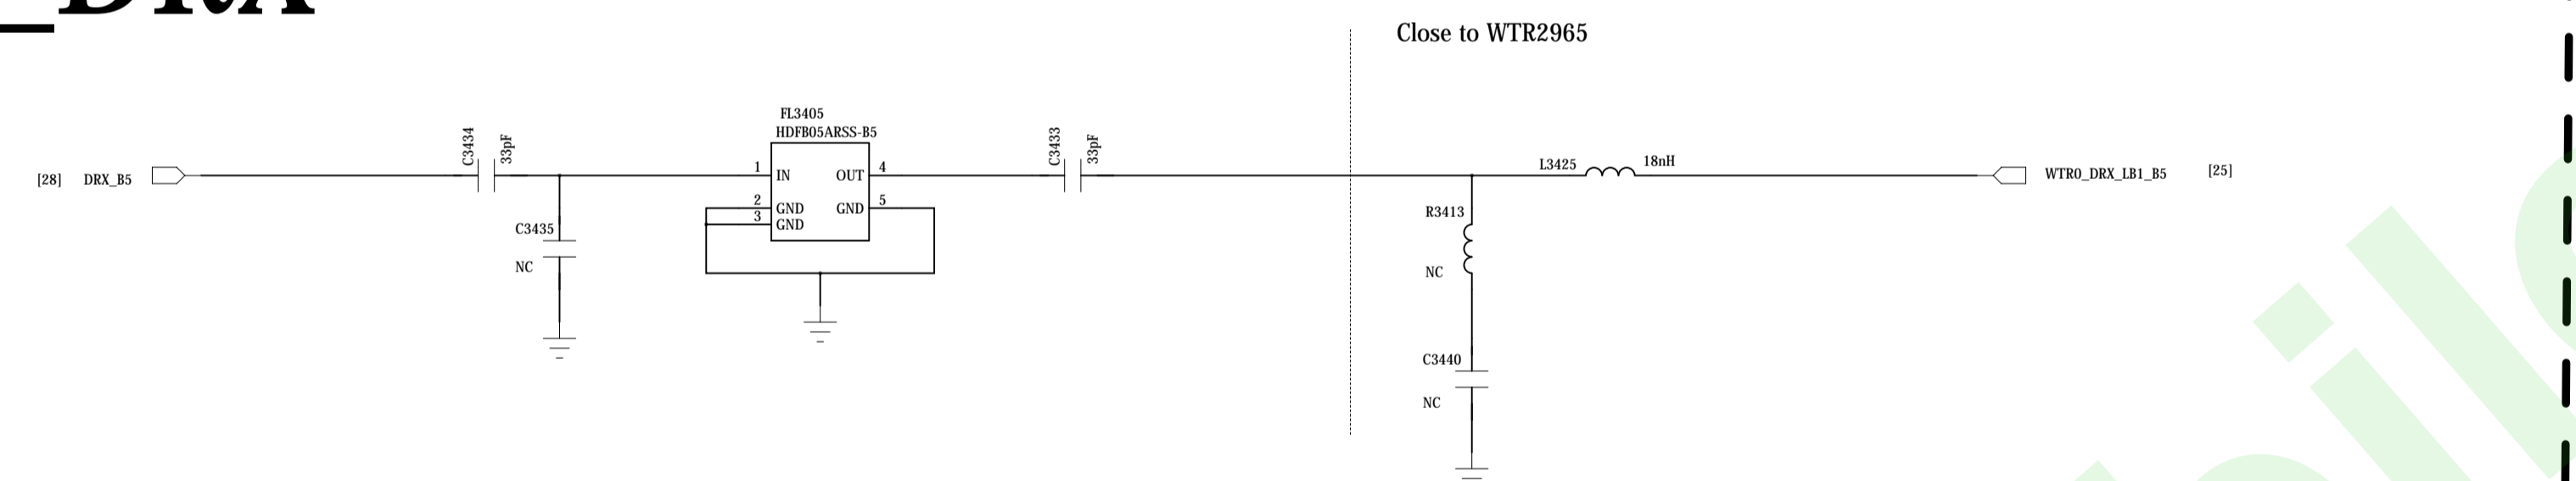 _DRX
Close to WTR2965
FL3405
HDFB05ARSS-B5
C3434
33pF
C3433
33pF
1
IN
OUT
4
2
GND
GND
5
3
GND
[28]
DRX_B5
C3435
NC
L3425
18nH
WTR0_DRX_LB1_B5
[25]
R3413
NC
C3440
NC